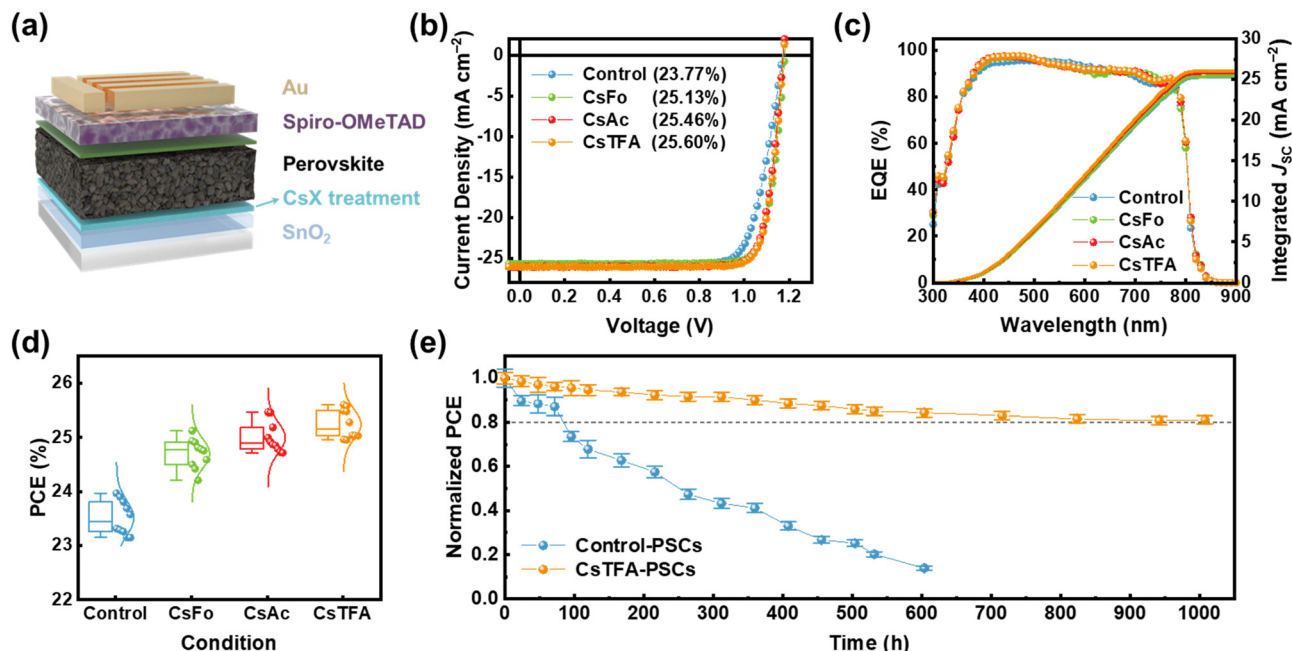 (a)
Au
Spiro-OMeTAD
Perovskite
CsX treatment
SnO₂
(b)
Current Density (mA cm⁻²)
0
-5
-10
-15
-20
-25
Control (23.77%)
CsFo (25.13%)
CsAc (25.46%)
CsTFA (25.60%)
0.0 0.2 0.4 0.6 0.8 1.0 1.2
Voltage (V)
(c)
EQE (%)
100
80
60
40
20
0
Control
CsFo
CsAc
CsTFA
30
25
20
15
10
5
0
Integrated JSC (mA cm⁻²)
300 400 500 600 700 800 900
Wavelength (nm)
(d)
PCE (%)
26
25
24
23
22
Control CsFo CsAc CsTFA
Condition
(e)
Normalized PCE
1.0
0.8
0.6
0.4
0.2
0.0
Control-PSCs
CsTFA-PSCs
0 100 200 300 400 500 600 700 800 900 1000
Time (h)